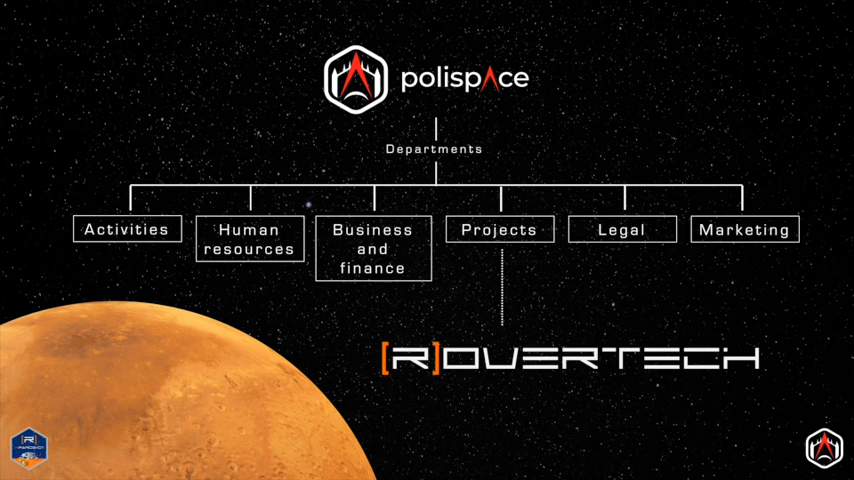 polispace
Departments
Activities
Human
resources
Business
and
finance
Projects
Legal
Marketing
[R]OVERTECH
[R]